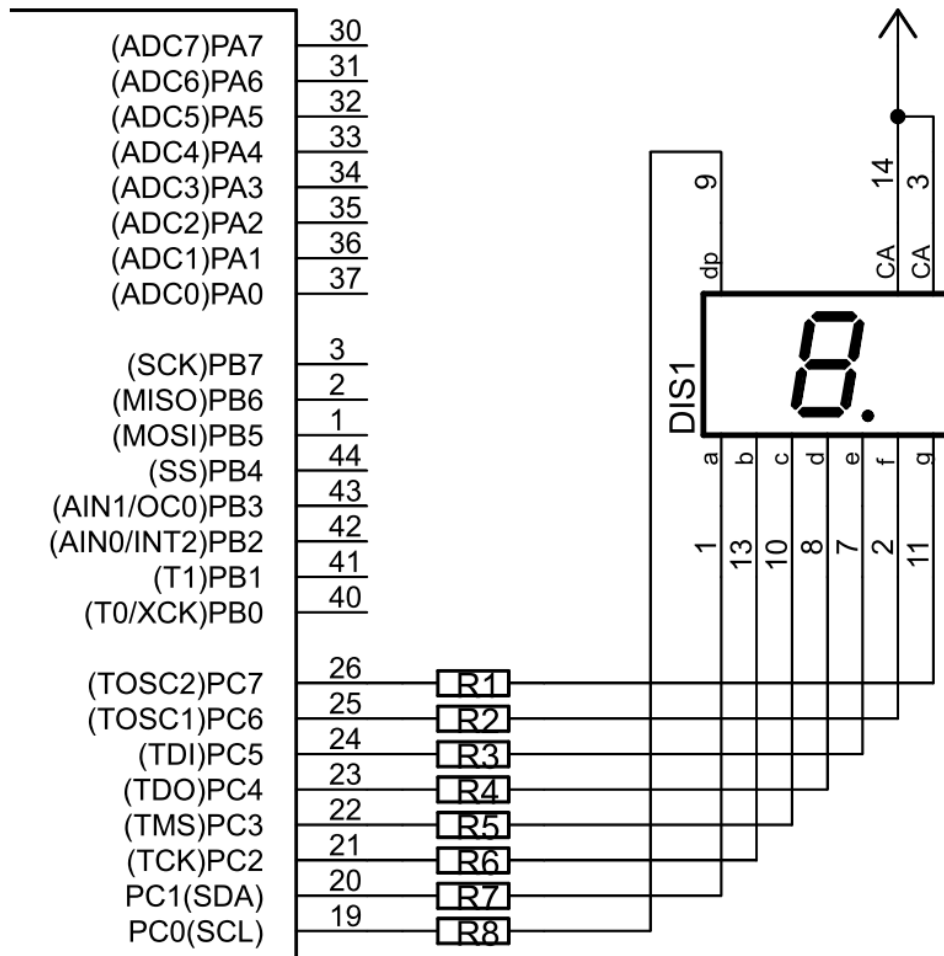 (ADC7)PA7 30
(ADC6)PA6 31
(ADC5)PA5 32
(ADC4)PA4 33
(ADC3)PA3 34
(ADC2)PA2 35
(ADC1)PA1 36
(ADC0)PA0 37
(SCK)PB7 3
(MISO)PB6 2
(MOSI)PB5 1
(SS)PB4 44
(AIN1/OC0)PB3 43
(AIN0/INT2)PB2 42
(T1)PB1 41
(T0/XCK)PB0 40
(TOSC2)PC7 26 R1
(TOSC1)PC6 25 R2
(TDI)PC5 24 R3
(TDO)PC4 23 R4
(TMS)PC3 22 R5
(TCK)PC2 21 R6
PC1(SDA) 20 R7
PC0(SCL) 19 R8
9 14 3
dp CA CA
DIS1
8.
a b c d e f g
1 13 10 8 7 2 11